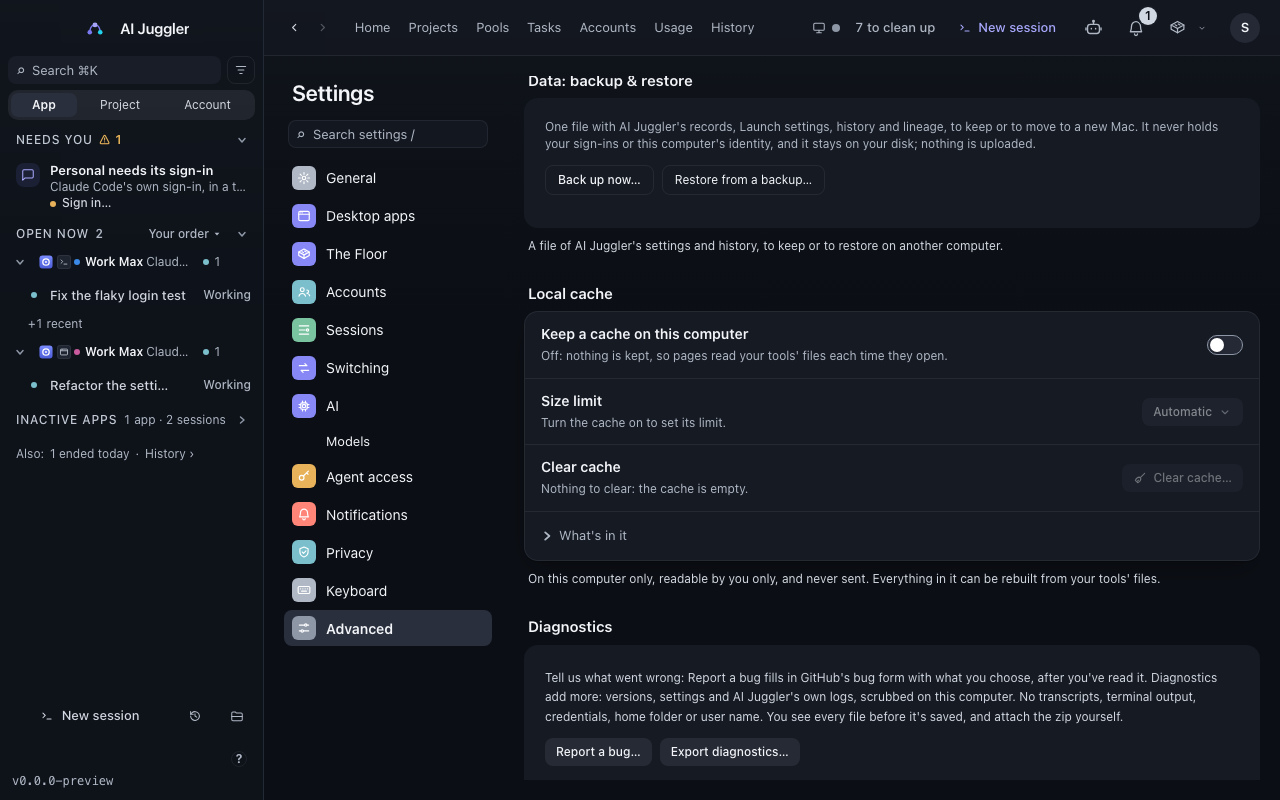 AI Juggler
Search ⌘K
App Project Account
NEEDS YOU 1
Personal needs its sign-in
Claude Code's own sign-in, in a t...
Sign in...
OPEN NOW 2 Your order
Work Max Claud... 1
Fix the flaky login test Working
+1 recent
Work Max Claud... 1
Refactor the setti... Working
INACTIVE APPS 1 app · 2 sessions
Also: 1 ended today · History ›
New session
?
v0.0.0-preview
Home Projects Pools Tasks Accounts Usage History
7 to clean up
New session
1
S
Settings
Search settings /
General
Desktop apps
The Floor
Accounts
Sessions
Switching
AI
Models
Agent access
Notifications
Privacy
Keyboard
Advanced
Data: backup & restore
One file with AI Juggler's records, Launch settings, history and lineage, to keep or to move to a new Mac. It never holds
your sign-ins or this computer's identity, and it stays on your disk; nothing is uploaded.
Back up now... Restore from a backup...
A file of AI Juggler's settings and history, to keep or to restore on another computer.
Local cache
Keep a cache on this computer
Off: nothing is kept, so pages read your tools' files each time they open.
Size limit
Turn the cache on to set its limit.
Automatic
Clear cache
Nothing to clear: the cache is empty.
Clear cache...
What's in it
On this computer only, readable by you only, and never sent. Everything in it can be rebuilt from your tools' files.
Diagnostics
Tell us what went wrong: Report a bug fills in GitHub's bug form with what you choose, after you've read it. Diagnostics
add more: versions, settings and AI Juggler's own logs, scrubbed on this computer. No transcripts, terminal output,
credentials, home folder or user name. You see every file before it's saved, and attach the zip yourself.
Report a bug... Export diagnostics...